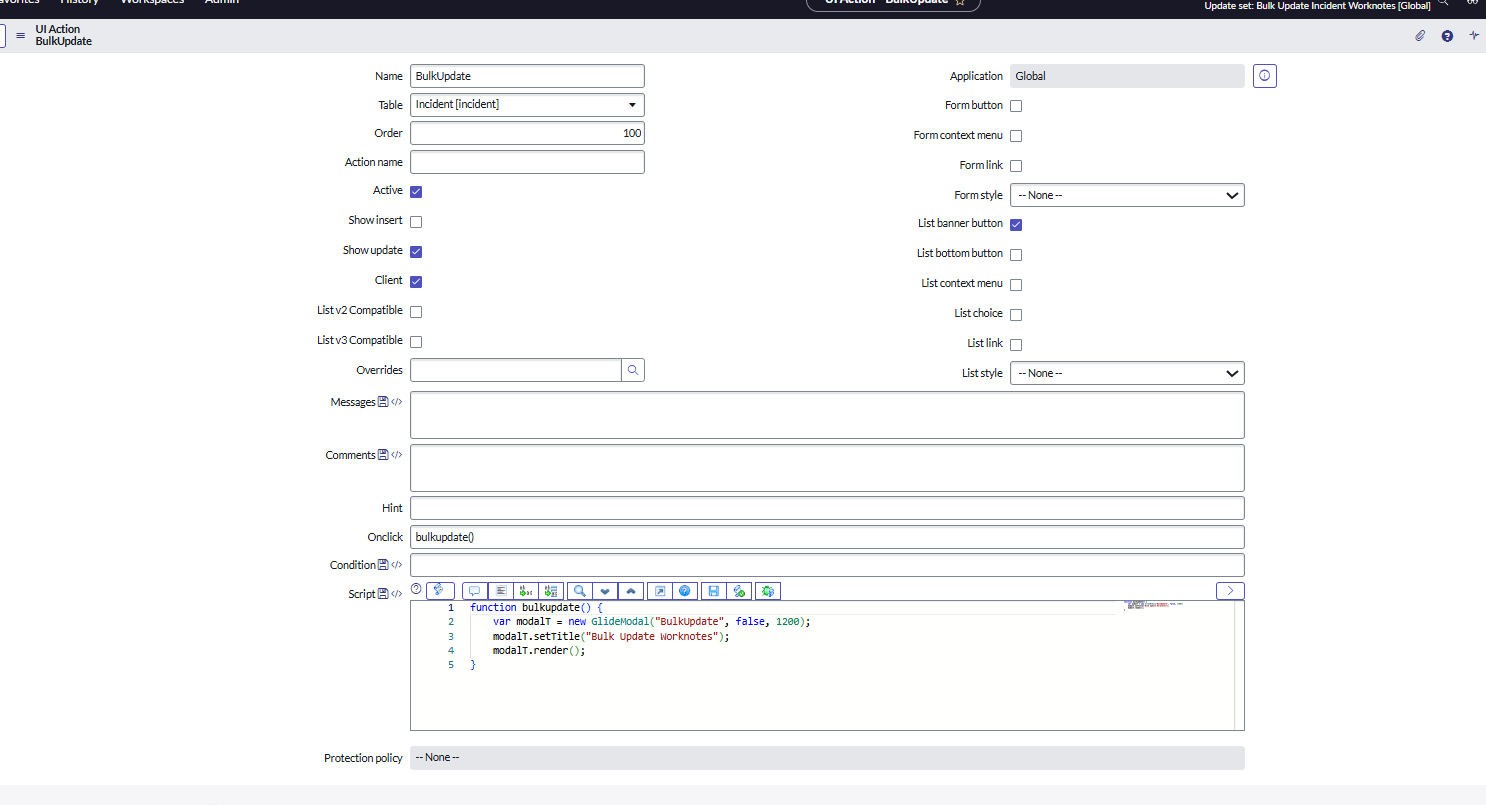 History
Workspaces
Admin
UI Action - BulkUpdate
Update set: Bulk Update Incident Worknotes [Global]
UI Action
BulkUpdate
Name BulkUpdate
Application Global
Table Incident [incident]
Form button
Order 100
Form context menu
Action name
Form link
Active
Form style -- None --
Show insert
List banner button
Show update
List bottom button
Client
List context menu
List v2 Compatible
List choice
List v3 Compatible
List link
Overrides
List style -- None --
Messages
Comments
Hint
Onclick bulkupdate()
Condition
Script
1 function bulkupdate() {
2 var modalT = new GlideModal("BulkUpdate", false, 1200);
3 modalT.setTitle("Bulk Update Worknotes");
4 modalT.render();
5 }
Protection policy -- None --